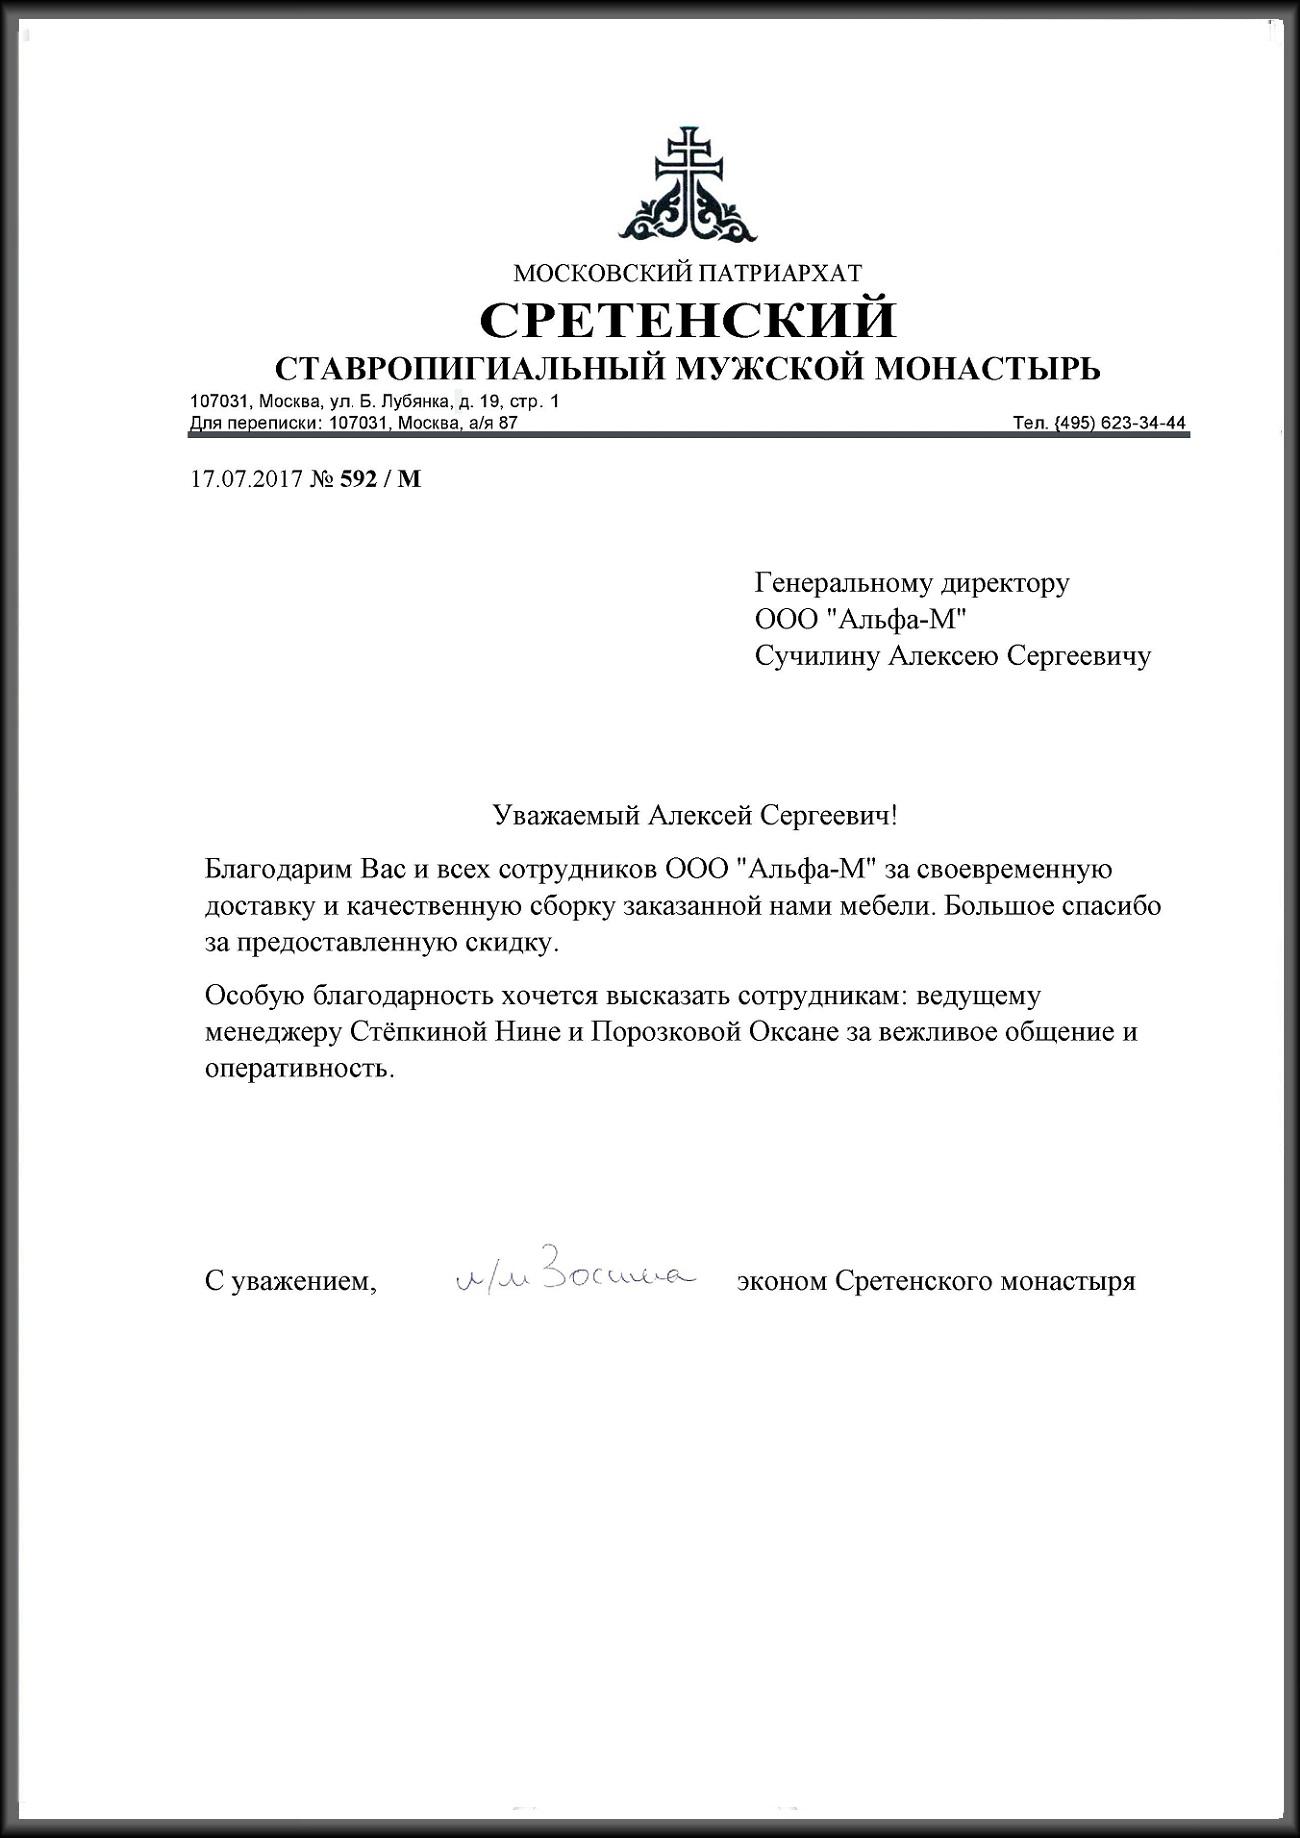 МОСКОВСКИЙ ПАТРИАРХАТ
СРЕТЕНСКИЙ
СТАВРОПИГИАЛЬНЫЙ МУЖСКОЙ МОНАСТЫРЬ
107031, Москва, ул. Б. Лубянка, д. 19, стр. 1
Для переписки: 107031, Москва, а/я 87 Тел. {495) 623-34-44
17.07.2017 № 592 / М
Генеральному директору
ООО "Альфа-М"
Сучилину Алексею Сергеевичу
Уважаемый Алексей Сергеевич!
Благодарим Вас и всех сотрудников ООО "Альфа-М" за своевременную
доставку и качественную сборку заказанной нами мебели. Большое спасибо
за предоставленную скидку.
Особую благодарность хочется высказать сотрудникам: ведущему
менеджеру Стёпкиной Нине и Порозковой Оксане за вежливое общение и
оперативность.
С уважением, эконом Сретенского монастыря